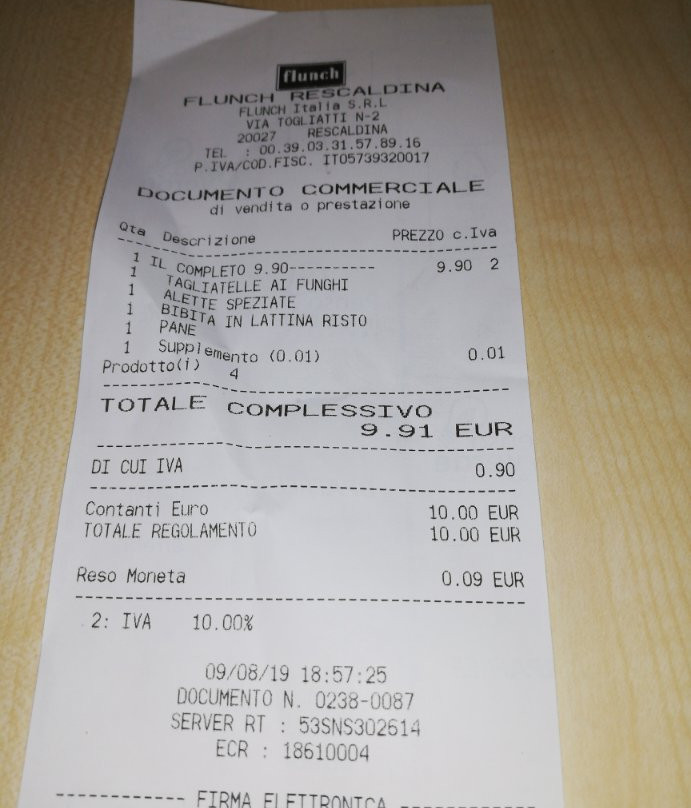 flunch
FLUNCH RESCALDINA
FLUNCH Italia S.R.L
VIA TOGLIATTI N-2
20027 RESCALDINA
TEL : 00.39.03.31.57.89.16
P.IVA/COD.FISC. IT05739320017
DOCUMENTO COMMERCIALE
di vendita o prestazione
Qta Descrizione PREZZO c.Iva
1 IL COMPLETO 9.90---------- 9.90 2
1 TAGLIATELLE AI FUNGHI
1 ALETTE SPEZIATE
1 BIBITA IN LATTINA RISTO
1 PANE
1 Supplemento (0.01) 0.01
Prodotto(i) 4
TOTALE COMPLESSIVO
9.91 EUR
DI CUI IVA 0.90
Contanti Euro 10.00 EUR
TOTALE REGOLAMENTO 10.00 EUR
Reso Moneta 0.09 EUR
2: IVA 10.00%
09/08/19 18:57:25
DOCUMENTO N. 0238-0087
SERVER RT : 53SNS302614
ECR : 18610004
----------- FIRMA ELETTRONICA -----------